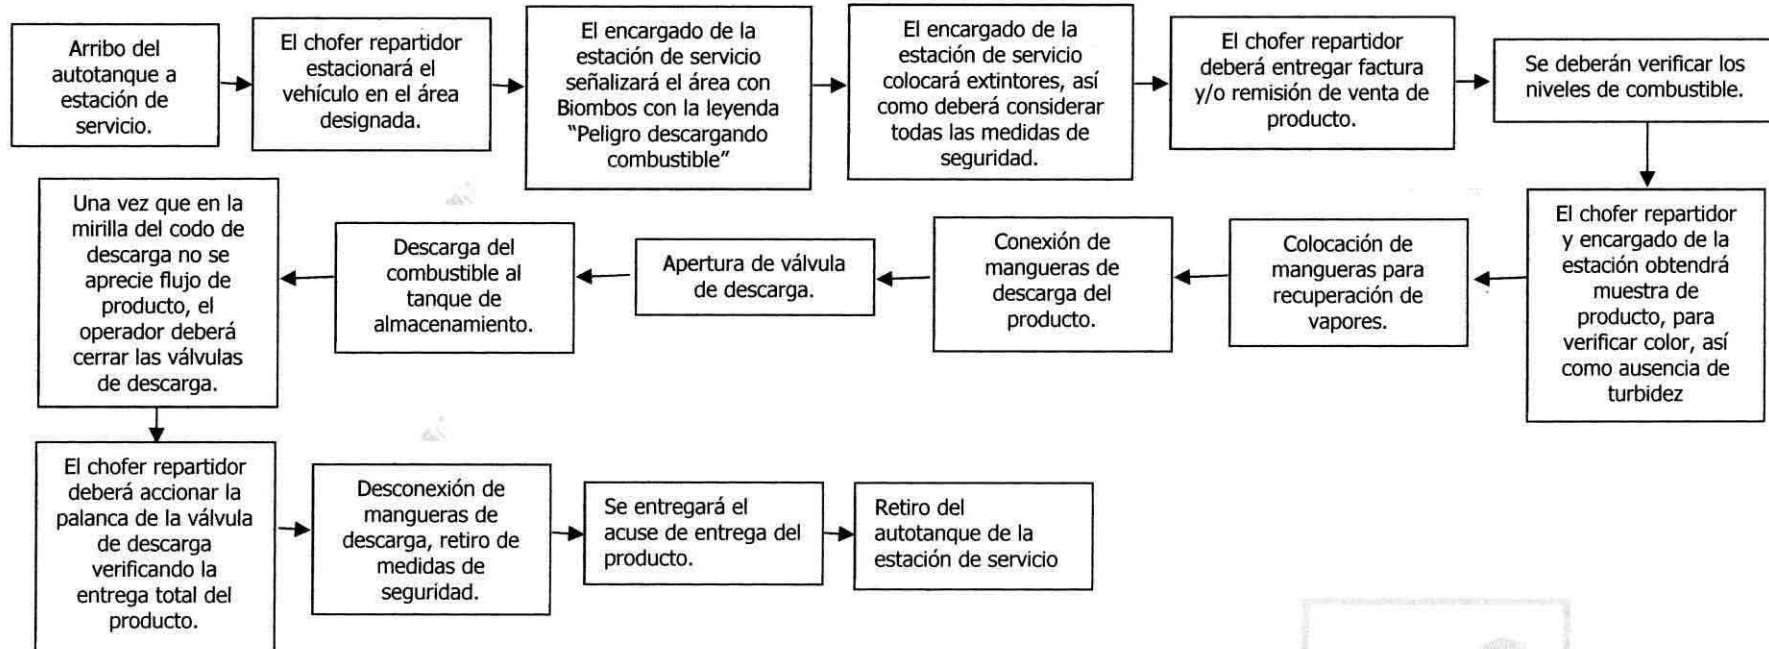 Arribo del
autotanque a
estación de
servicio.
El chofer repartidor
estacionará el
vehículo en el área
designada.
El encargado de la
estación de servicio
señalizará el área con
Biombos con la leyenda
“Peligro descargando
combustible”
El encargado de la
estación de servicio
colocará extintores, así
como deberá considerar
todas las medidas de
seguridad.
El chofer repartidor
deberá entregar factura
y/o remisión de venta de
producto.
Se deberán verificar los
niveles de combustible.
El chofer repartidor
y encargado de la
estación obtendrá
muestra de
producto, para
verificar color, así
como ausencia de
turbidez
Colocación de
mangueras para
recuperación de
vapores.
Conexión de
mangueras de
descarga del
producto.
Apertura de válvula
de descarga.
Descarga del
combustible al
tanque de
almacenamiento.
Una vez que en la
mirilla del codo de
descarga no se
aprecie flujo de
producto, el
operador deberá
cerrar las válvulas
de descarga.
El chofer repartidor
deberá accionar la
palanca de la válvula
de descarga
verificando la
entrega total del
producto.
Desconexión de
mangueras de
descarga, retiro de
medidas de
seguridad.
Se entregará el
acuse de entrega del
producto.
Retiro del
autotanque de la
estación de servicio